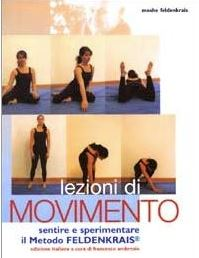 moshe feldenkrais
lezioni di
MOVIMENTO
sentire e sperimentare
il Metodo FELDENKRAIS®
edizione italiana a cura di francesco ambrosio